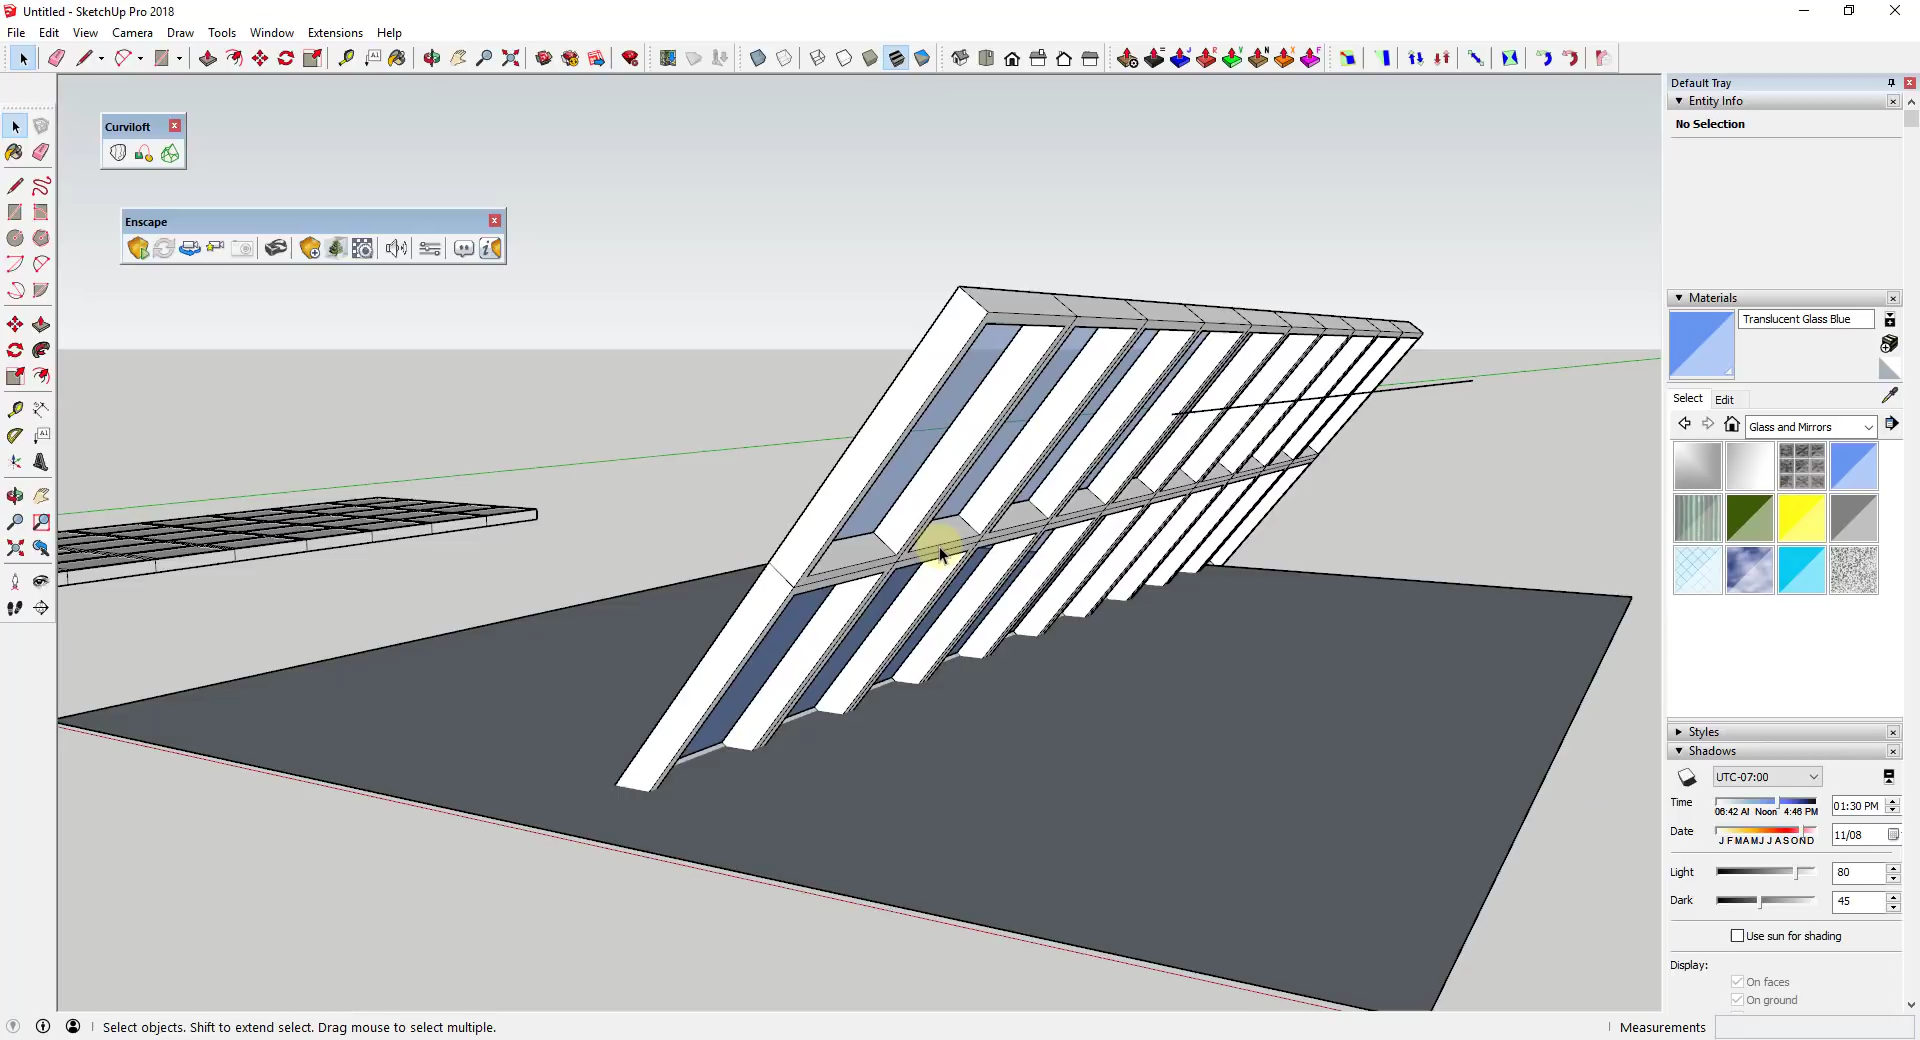 Untitled - SketchUp Pro 2018
File Edit View Camera Draw Tools Window Extensions Help
Default Tray
Entity Info
No Selection
Curviloft
Enscape
Materials
Translucent Glass Blue
Select Edit
Glass and Mirrors
Styles
Shadows
UTC-07:00
Time
01:30 PM
06:42 AI Noon 4:46 PM
Date
11/08
J F M A M J J A S O N D
Light
80
Dark
45
Use sun for shading
Display:
On faces
On ground
Select objects. Shift to extend select. Drag mouse to select multiple.
Measurements